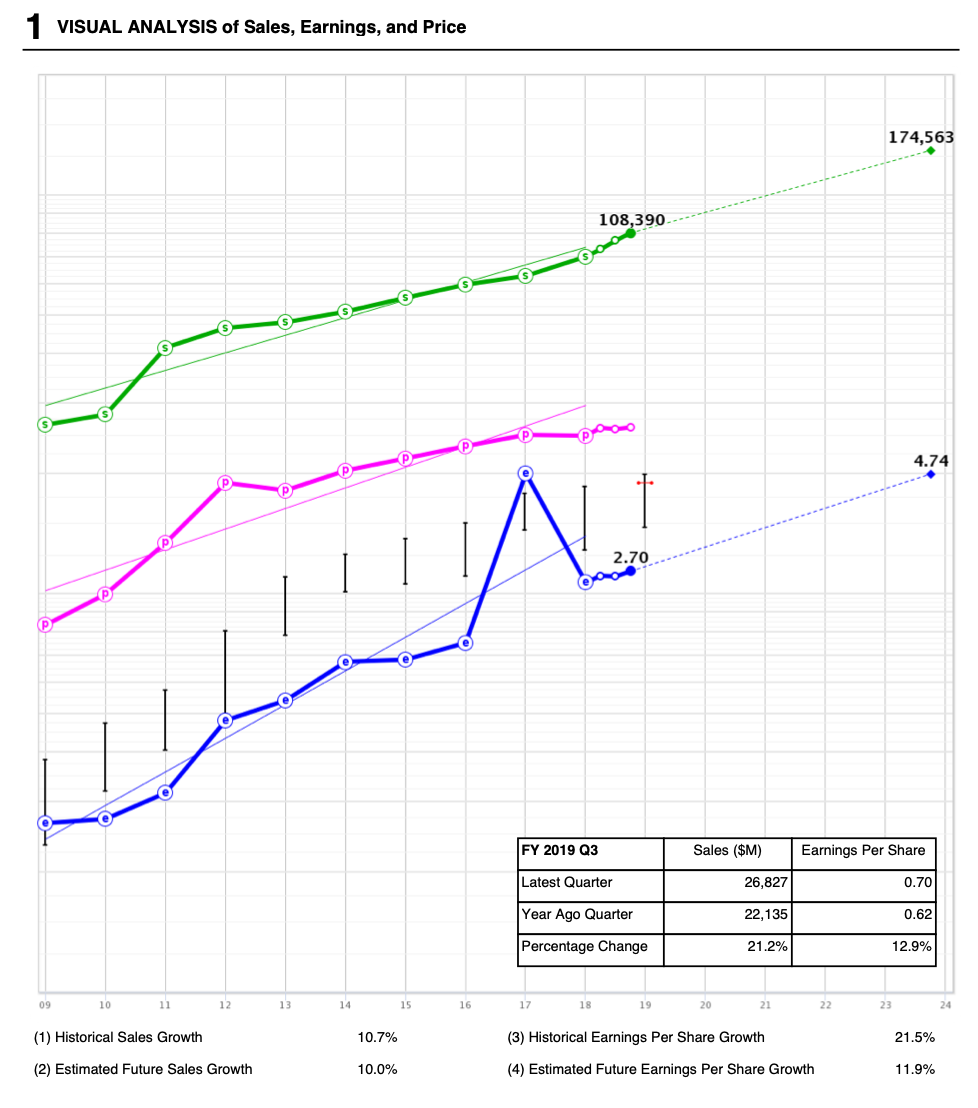 1 VISUAL ANALYSIS of Sales, Earnings, and Price
174,563
108,390
s s s s s s s s s s
p p p p p p p p p p
4.74
2.70
e e e e e e e e e e
FY 2019 Q3 Sales ($M) Earnings Per Share
Latest Quarter 26,827 0.70
Year Ago Quarter 22,135 0.62
Percentage Change 21.2% 12.9%
09 10 11 12 13 14 15 16 17 18 19 20 21 22 23 24
(1) Historical Sales Growth 10.7% (3) Historical Earnings Per Share Growth 21.5%
(2) Estimated Future Sales Growth 10.0% (4) Estimated Future Earnings Per Share Growth 11.9%